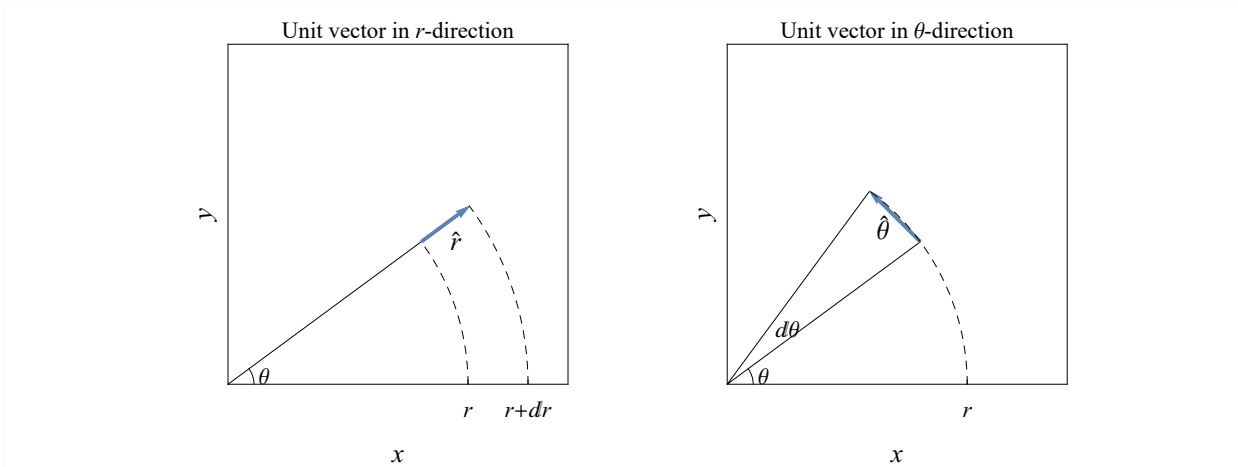 Unit vector in r-direction
y
r̂
θ
r
r+dr
x
Unit vector in θ-direction
y
θ̂
dθ
θ
r
x